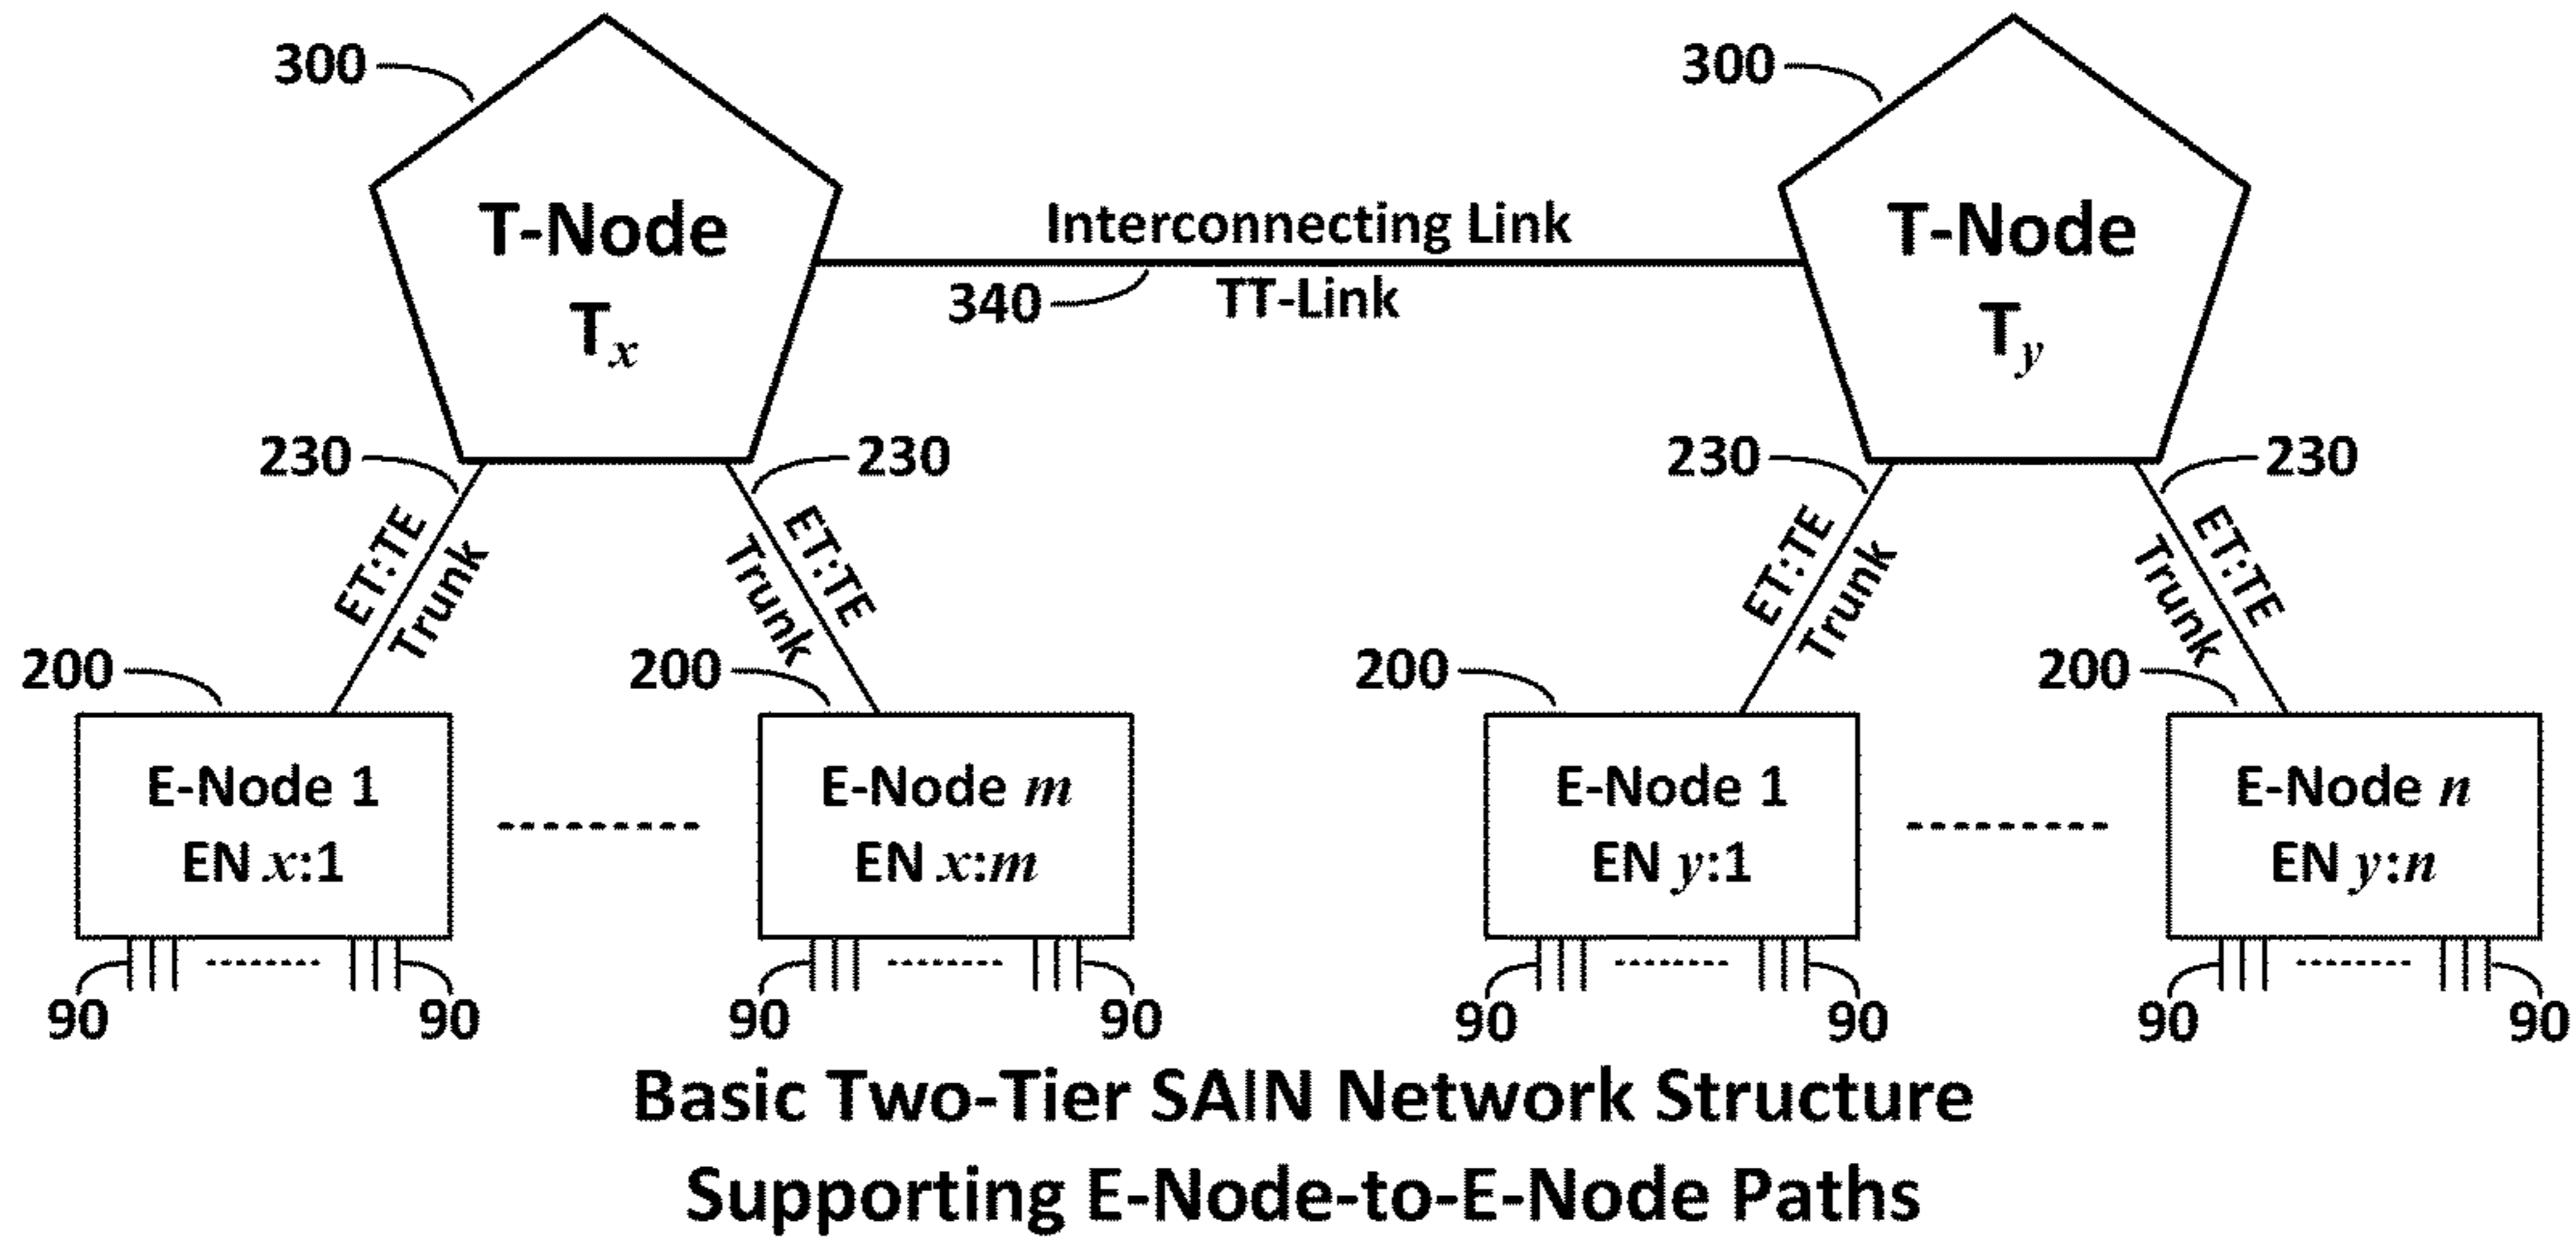 300
300
T-Node
Tx
Interconnecting Link
340
TT-Link
T-Node
Ty
230
230
230
230
ET:TE
Trunk
ET:TE
Trunk
ET:TE
Trunk
ET:TE
Trunk
200
200
200
200
E-Node 1
EN x:1
E-Node m
EN x:m
E-Node 1
EN y:1
E-Node n
EN y:n
90
90
90
90
90
90
90
90
Basic Two-Tier SAIN Network Structure
Supporting E-Node-to-E-Node Paths